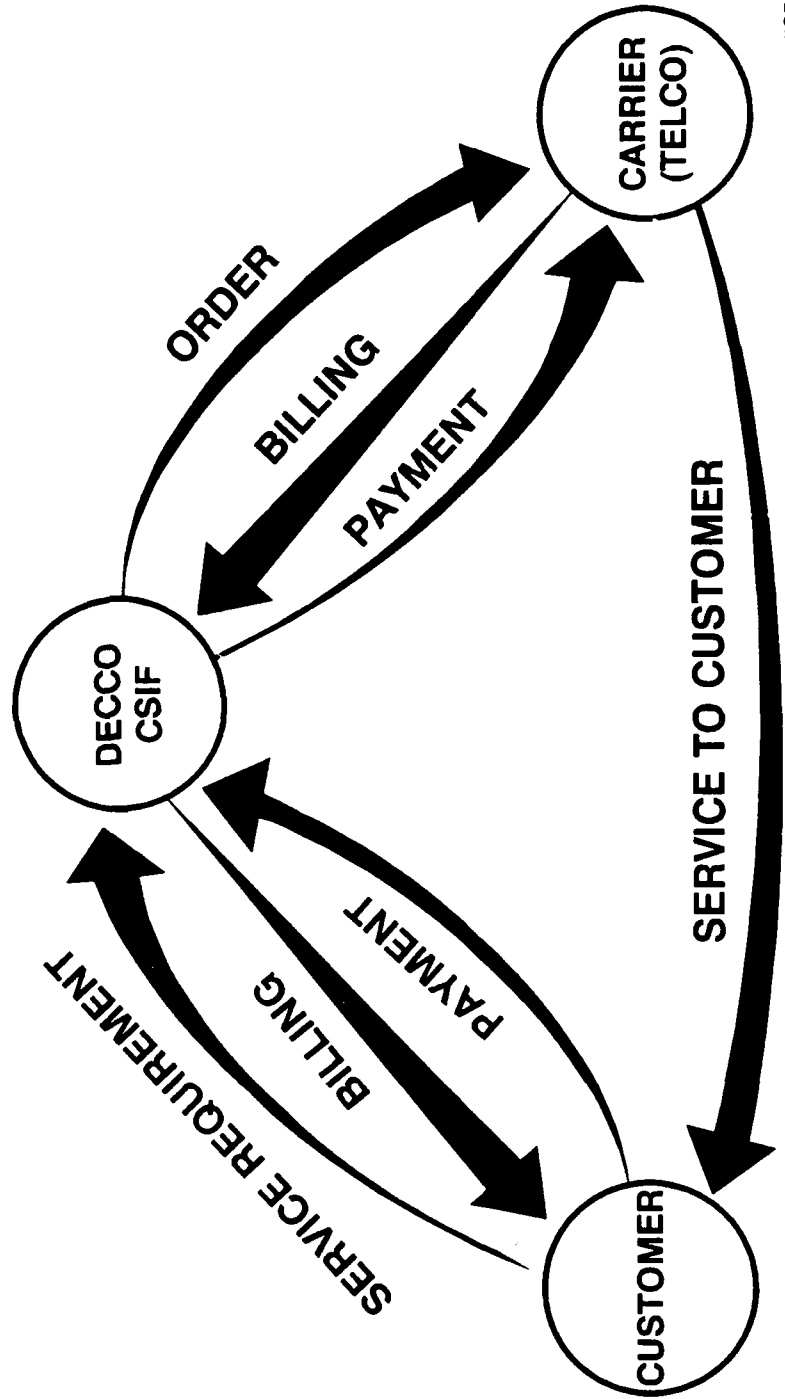 DECCO
CSIF
ORDER
BILLING
PAYMENT
CARRIER
(TELCO)
SERVICE REQUIREMENT
BILLING
PAYMENT
CUSTOMER
SERVICE TO CUSTOMER